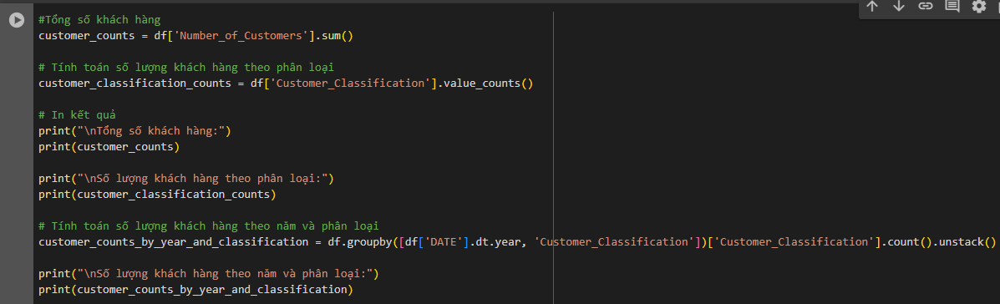 #Tổng số khách hàng
customer_counts = df['Number_of_Customers'].sum()
# Tính toán số lượng khách hàng theo phân loại
customer_classification_counts = df['Customer_Classification'].value_counts()
# In kết quả
print("\nTổng số khách hàng:")
print(customer_counts)
print("\nSố lượng khách hàng theo phân loại:")
print(customer_classification_counts)
# Tính toán số lượng khách hàng theo năm và phân loại
customer_counts_by_year_and_classification = df.groupby([df['DATE'].dt.year, 'Customer_Classification'])['Customer_Classification'].count().unstack()
print("\nSố lượng khách hàng theo năm và phân loại:")
print(customer_counts_by_year_and_classification)